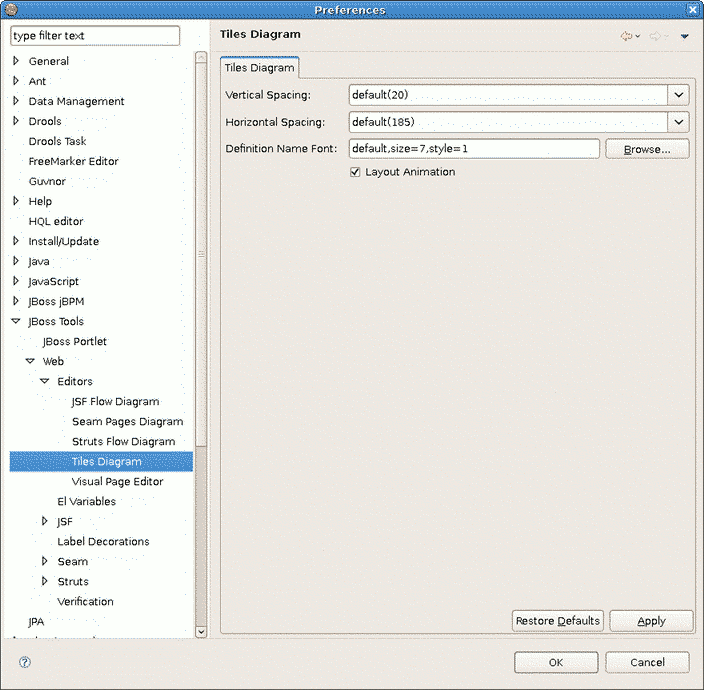 Preferences
type filter text
Tiles Diagram
General
Ant
Data Management
Drools
Drools Task
FreeMarker Editor
Guvnor
Help
HQL editor
Install/Update
Java
JavaScript
JBoss jBPM
JBoss Tools
JBoss Portlet
Web
Editors
JSF Flow Diagram
Seam Pages Diagram
Struts Flow Diagram
Tiles Diagram
Visual Page Editor
El Variables
JSF
Label Decorations
Seam
Struts
Verification
JPA
Tiles Diagram
Vertical Spacing: default(20)
Horizontal Spacing: default(185)
Definition Name Font: default,size=7,style=1 Browse...
Layout Animation
Restore Defaults Apply
? OK Cancel